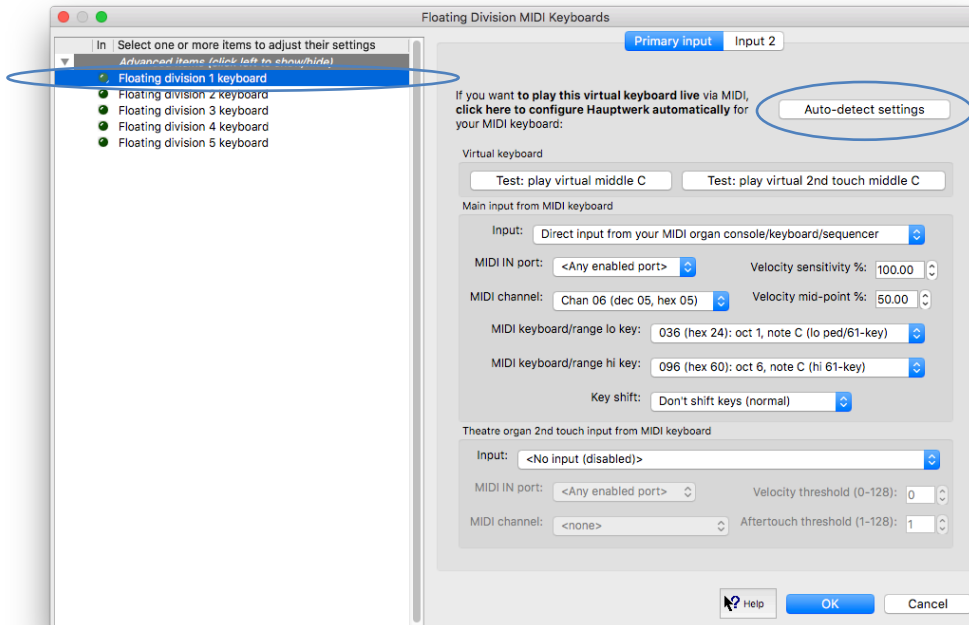 Floating Division MIDI Keyboards
In Select one or more items to adjust their settings
Advanced items (click left to show/hide)
Floating division 1 keyboard
Floating division 2 keyboard
Floating division 3 keyboard
Floating division 4 keyboard
Floating division 5 keyboard
Primary input Input 2
If you want to play this virtual keyboard live via MIDI,
click here to configure Hauptwerk automatically for
your MIDI keyboard:
Auto-detect settings
Virtual keyboard
Test: play virtual middle C Test: play virtual 2nd touch middle C
Main input from MIDI keyboard
Input: Direct input from your MIDI organ console/keyboard/sequencer
MIDI IN port: <Any enabled port> Velocity sensitivity %: 100.00
MIDI channel: Chan 06 (dec 05, hex 05) Velocity mid-point %: 50.00
MIDI keyboard/range lo key: 036 (hex 24): oct 1, note C (lo ped/61-key)
MIDI keyboard/range hi key: 096 (hex 60): oct 6, note C (hi 61-key)
Key shift: Don't shift keys (normal)
Theatre organ 2nd touch input from MIDI keyboard
Input: <No input (disabled)>
MIDI IN port: <Any enabled port> Velocity threshold (0-128): 0
MIDI channel: <none> Aftertouch threshold (1-128): 1
Help OK Cancel